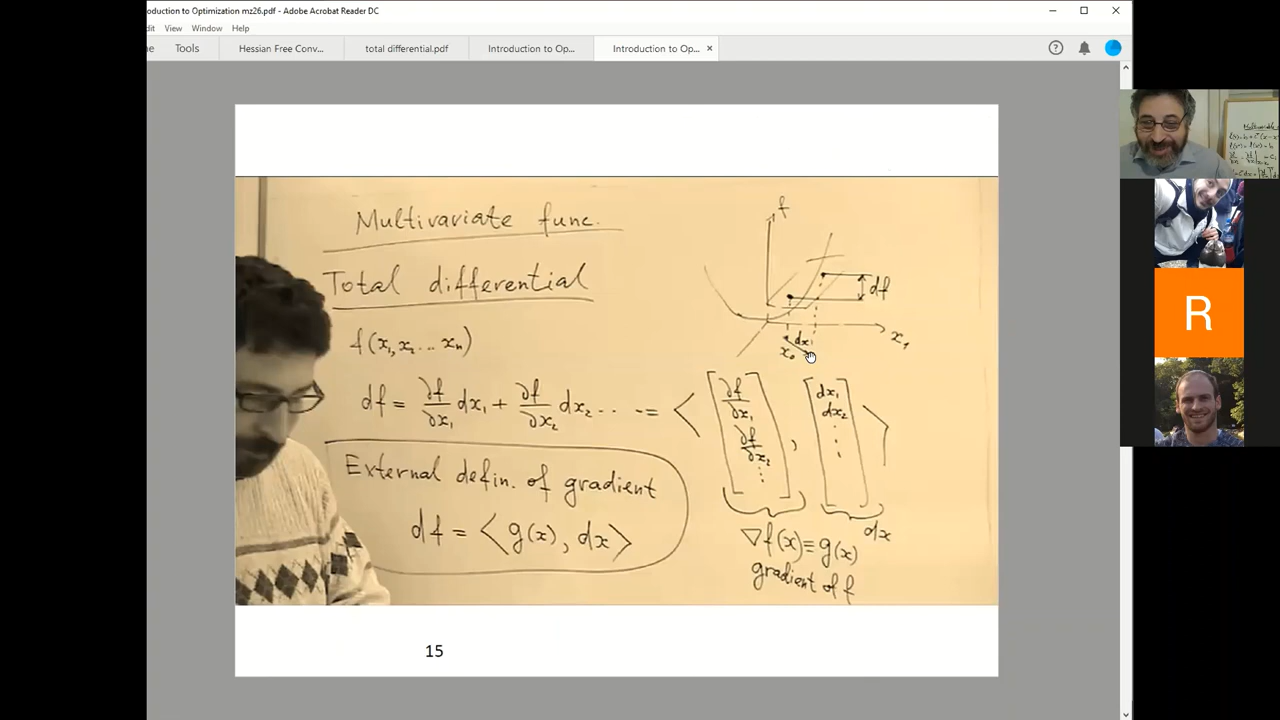 oduction to Optimization mz26.pdf - Adobe Acrobat Reader DC
dit View Window Help
ne Tools Hessian Free Conv... total differential.pdf Introduction to Op... Introduction to Op... ×
Multivariate func.
Total differential
f(x₁, x₂ ... xₙ)
df = ∂f/∂x₁ dx₁ + ∂f/∂x₂ dx₂ ... = < [∂f/∂x₁ ∂f/∂x₂ ⋮], [dx₁ dx₂ ⋮] >
External defin. of gradient
df = <g(x), dx>
f
df
x₁
dx₁
x₀
∇f(x) ≡ g(x)
gradient of f
dx
15
R